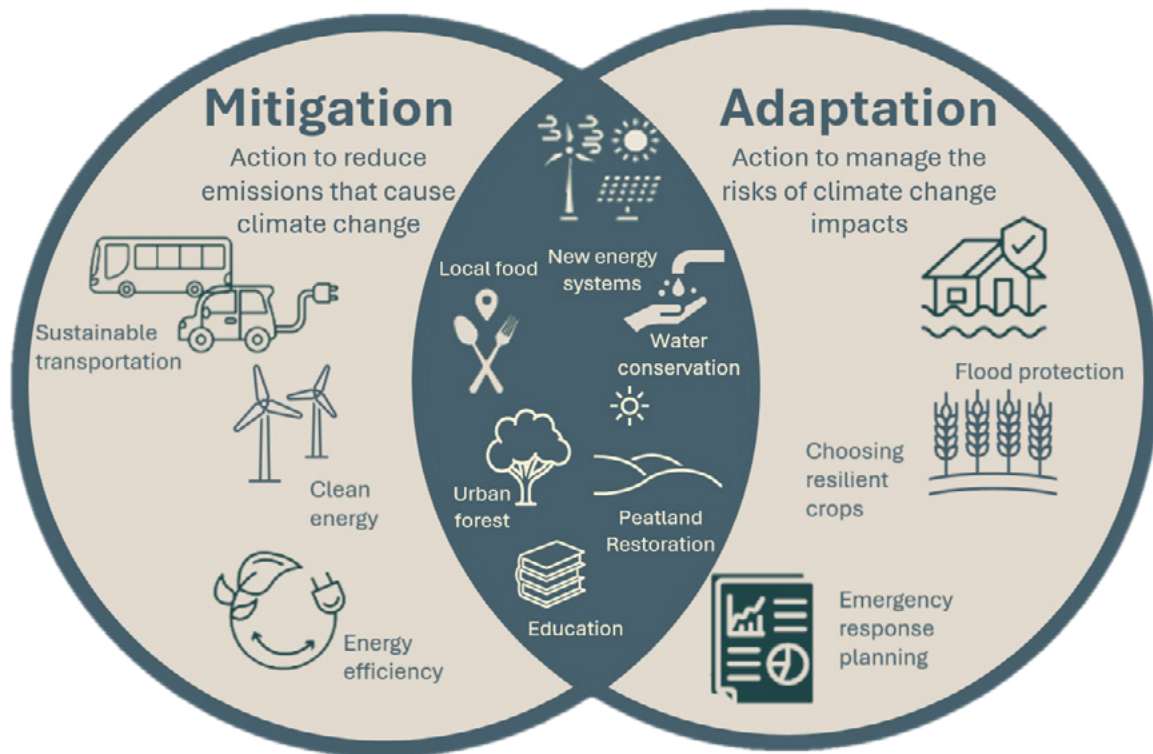 Mitigation
Action to reduce
emissions that cause
climate change
Sustainable
transportation
Clean
energy
Energy
efficiency
Local food
New energy
systems
Water
conservation
Urban
forest
Peatland
Restoration
Education
Adaptation
Action to manage the
risks of climate change
impacts
Flood protection
Choosing
resilient
crops
Emergency
response
planning